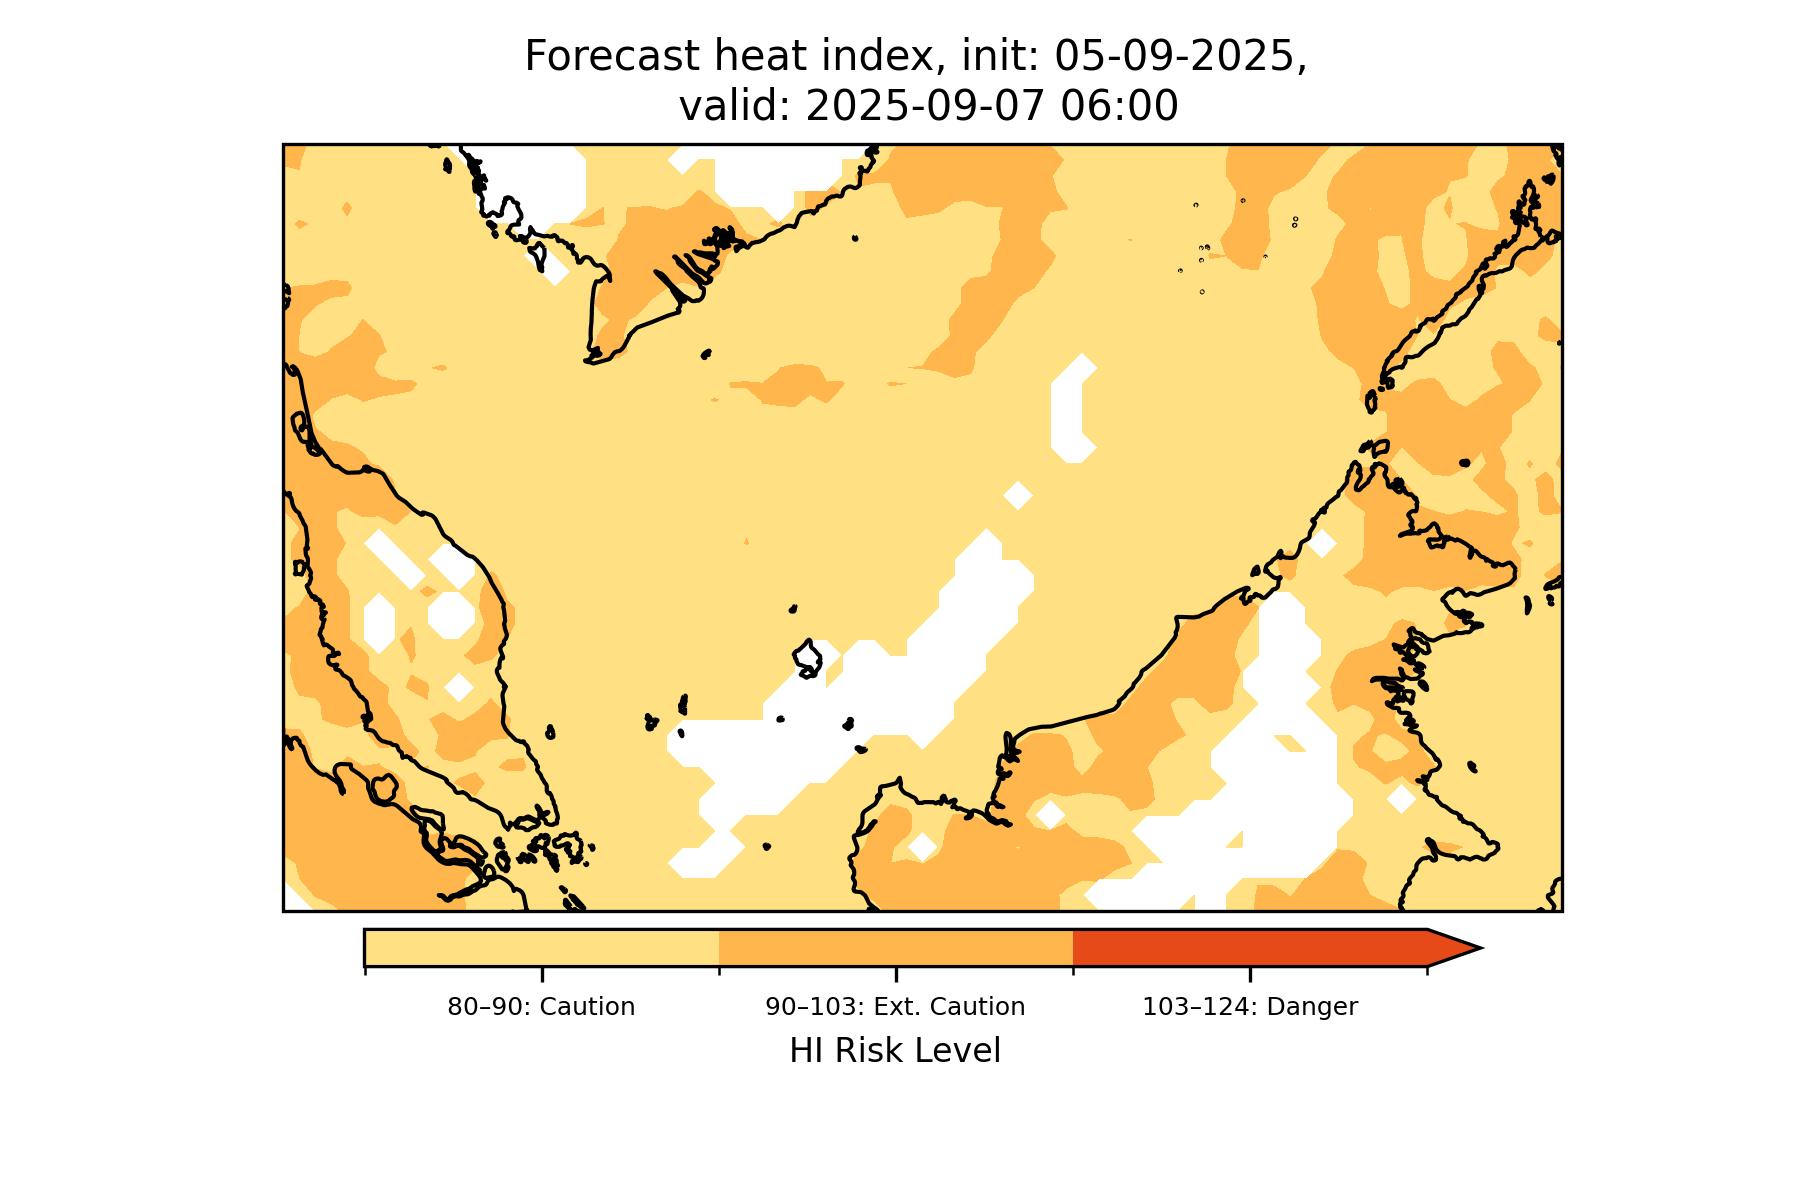 Forecast heat index, init: 05-09-2025,
valid: 2025-09-07 06:00
80–90: Caution
90–103: Ext. Caution
103–124: Danger
HI Risk Level